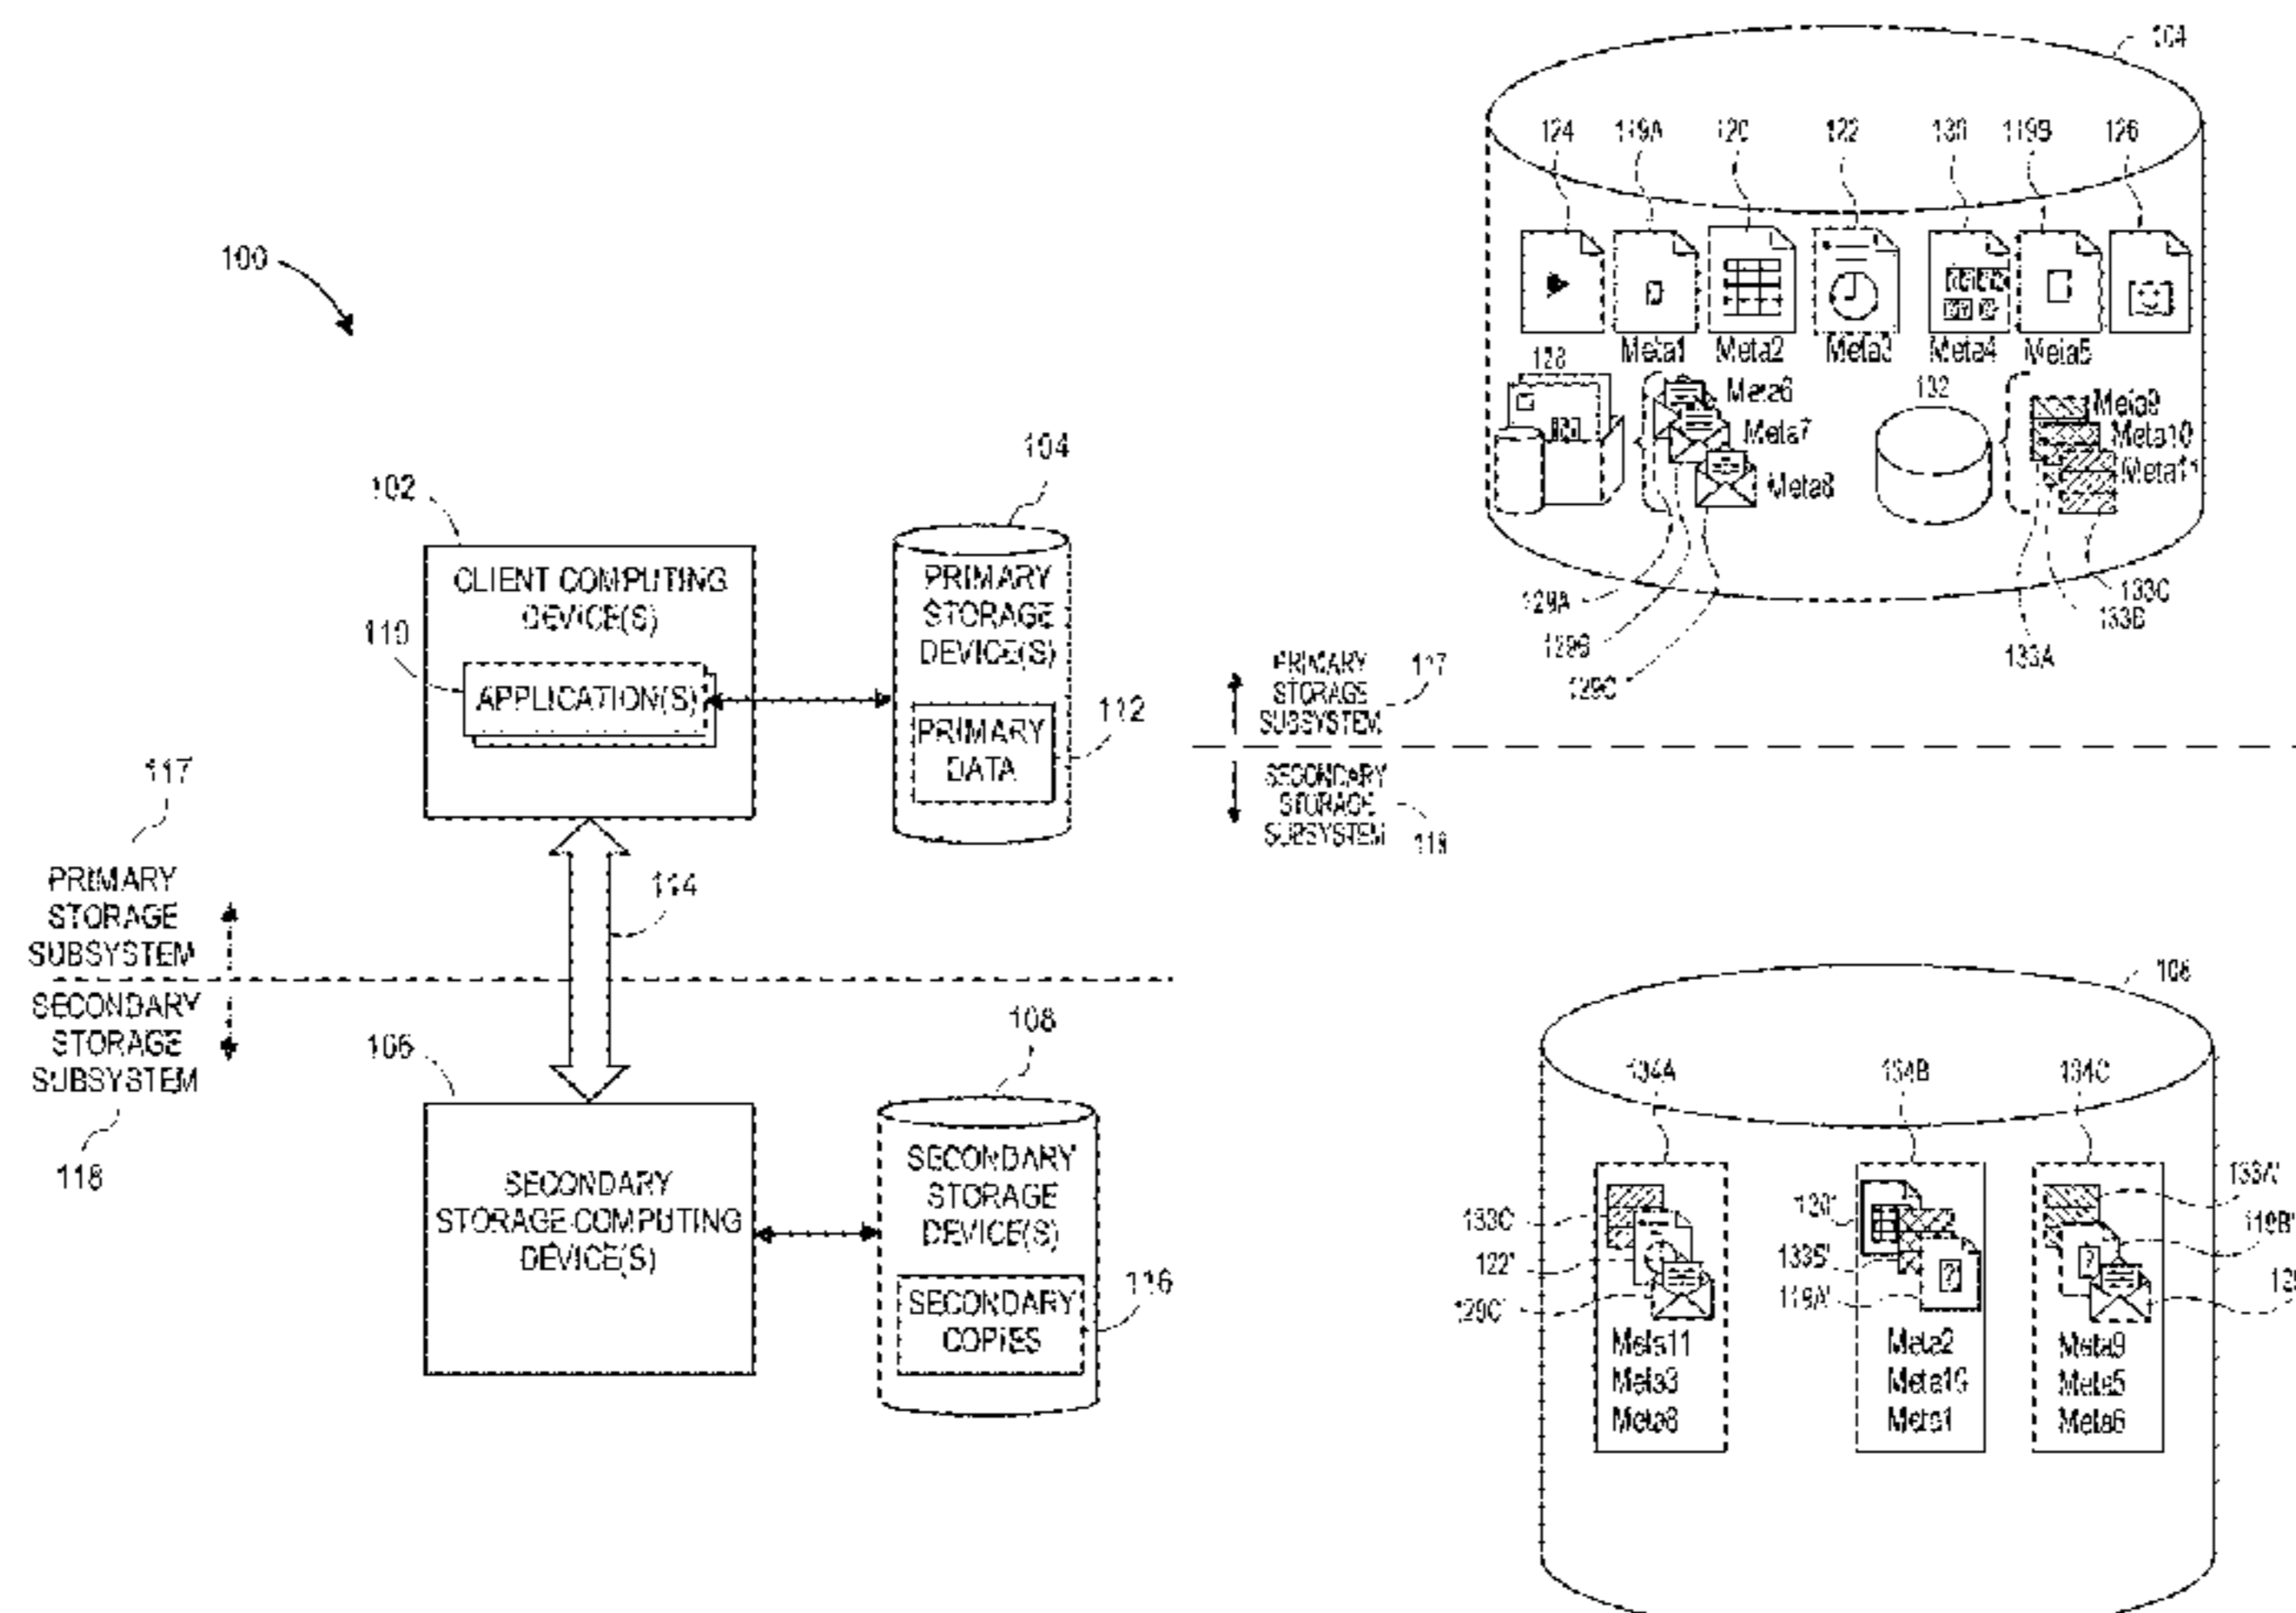 100
102
CLIENT COMPUTING
DEVICE(S)
110
APPLICATION(S)
104
PRIMARY
STORAGE
DEVICE(S)
PRIMARY
DATA
112
117
PRIMARY
STORAGE
SUBSYSTEM
114
SECONDARY
STORAGE
SUBSYSTEM
118
106
SECONDARY
STORAGE COMPUTING
DEVICE(S)
108
SECONDARY
STORAGE
DEVICE(S)
SECONDARY
COPIES
116
104
124 119A 120 122 130 119B 126
Meta1 Meta2 Meta3 Meta4 Meta5
128
Meta6
Meta7
Meta8
132
Meta9
Meta10
Meta11
129A
129B
129C
133C
133B
133A
PRIMARY
STORAGE
SUBSYSTEM
117
SECONDARY
STORAGE
SUBSYSTEM
118
108
134A 134B 134C
133C'
122'
129C'
Meta11
Meta3
Meta8
120'
133B'
119A'
Meta2
Meta10
Meta1
133A'
119B'
Meta9
Meta5
Meta6